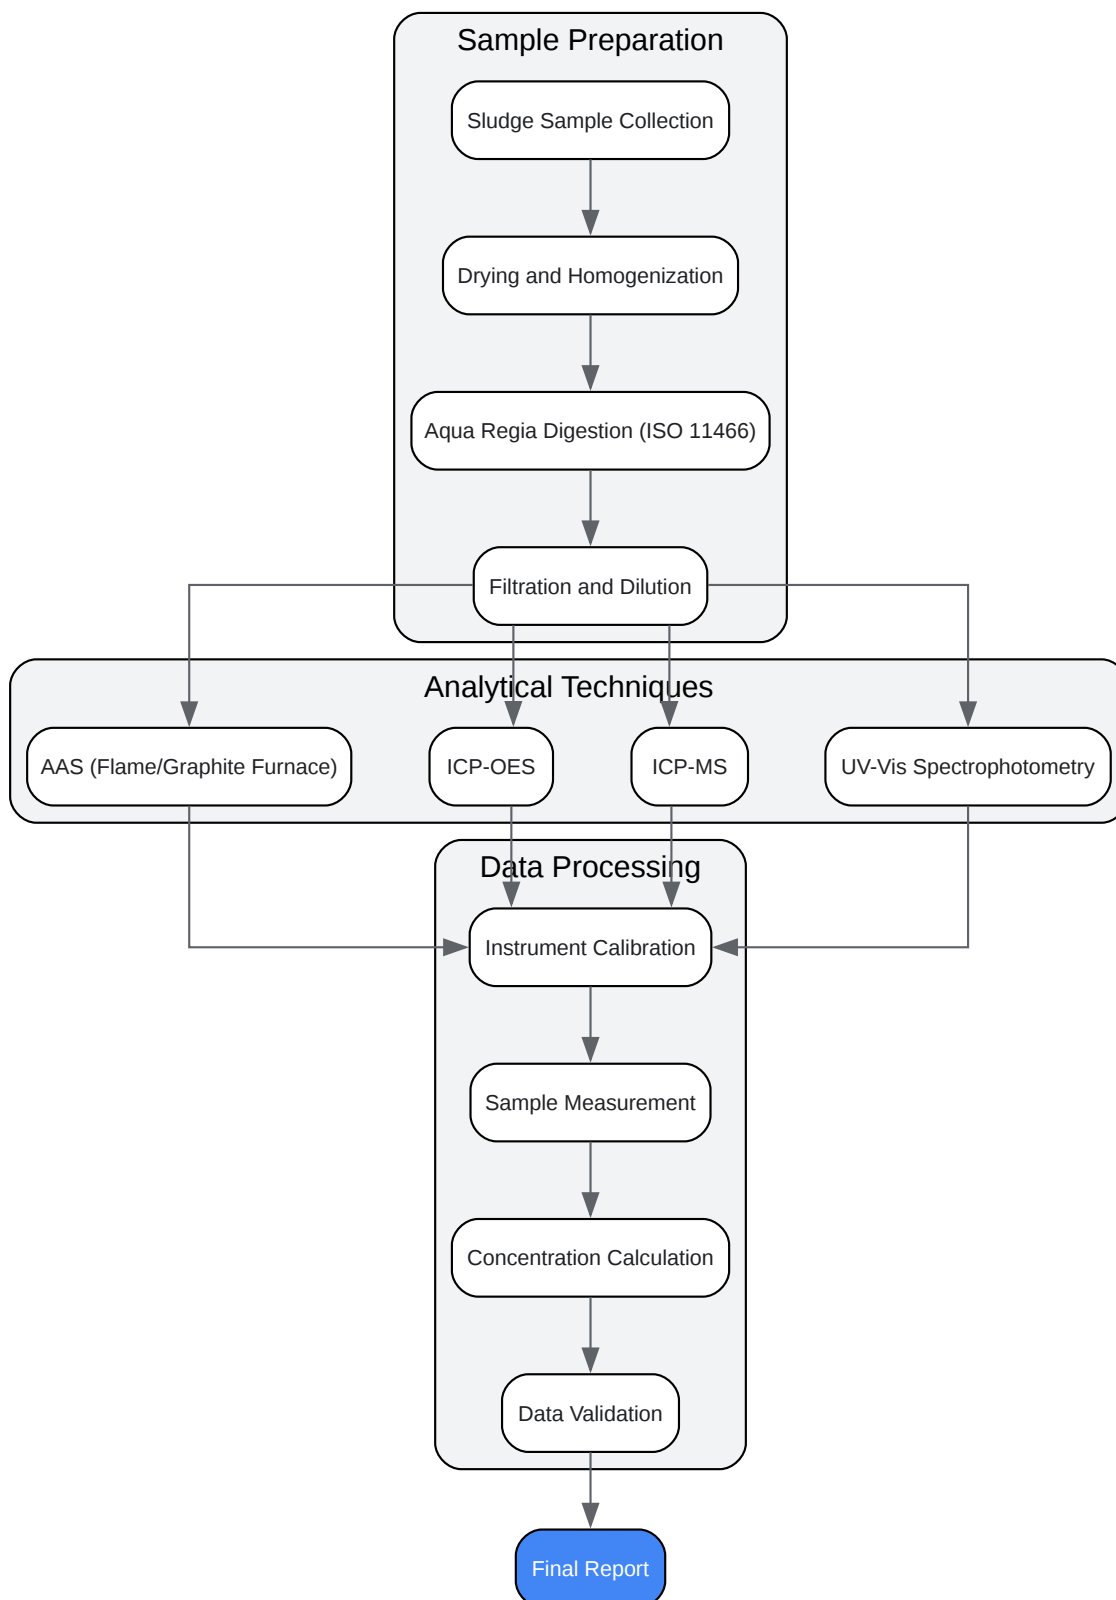 Sample Preparation
Sludge Sample Collection
Drying and Homogenization
Aqua Regia Digestion (ISO 11466)
Filtration and Dilution
Analytical Techniques
AAS (Flame/Graphite Furnace)
ICP-OES
ICP-MS
UV-Vis Spectrophotometry
Data Processing
Instrument Calibration
Sample Measurement
Concentration Calculation
Data Validation
Final Report